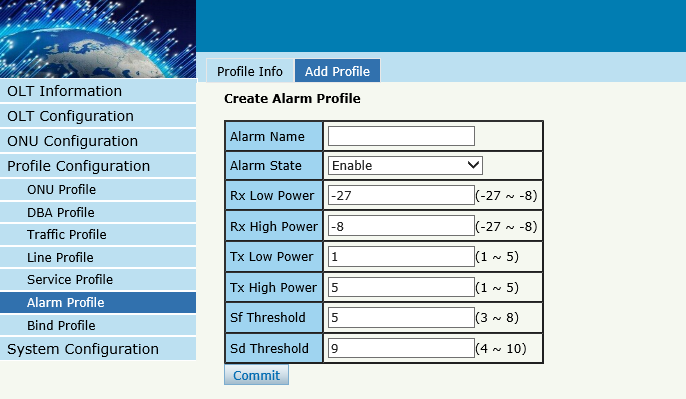 Profile Info Add Profile
OLT Information
OLT Configuration
ONU Configuration
Profile Configuration
ONU Profile
DBA Profile
Traffic Profile
Line Profile
Service Profile
Alarm Profile
Bind Profile
System Configuration
Create Alarm Profile
Alarm Name
Alarm State Enable
Rx Low Power -27 (-27 ~ -8)
Rx High Power -8 (-27 ~ -8)
Tx Low Power 1 (1 ~ 5)
Tx High Power 5 (1 ~ 5)
Sf Threshold 5 (3 ~ 8)
Sd Threshold 9 (4 ~ 10)
Commit